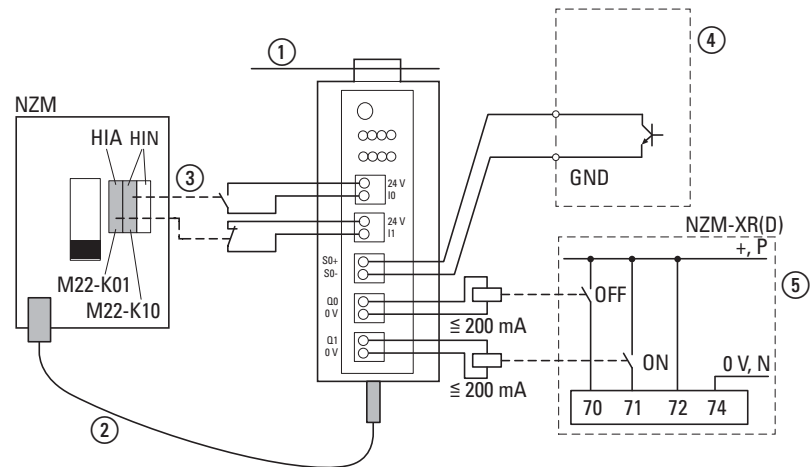 1
4
NZM
HIA HIN
3
24 V
I0
GND
24 V
I1
NZM-XR(D)
+, P
M22-K01
M22-K10
S0+
S0-
5
OFF
Q0
0 V
≦ 200 mA
Q1
0 V
ON
0 V, N
≦ 200 mA
70 71 72 74
2